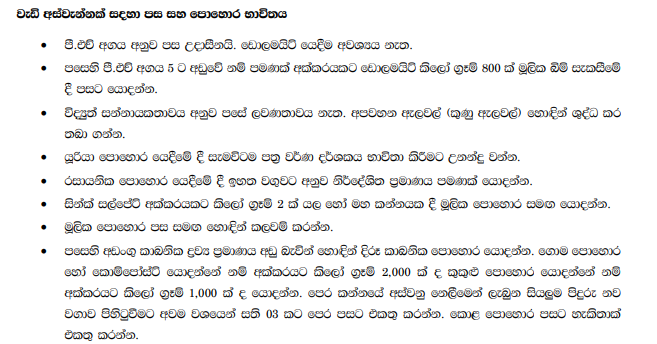 වැඩි අස්වැන්නක් සඳහා පස සහ පොහොර භාවිතය
• පී.එච් අගය අනුව පස උදාසීනයි. ඩොලමයිට් යෙදීම අවශ්‍යය නැත.
• පසෙහි පී.එච් අගය 5 ට අඩුවේ නම් පමණක් අක්කරයකට ඩොලමයිට් කිලෝ ග්‍රෑම් 800 ක් මූලික බිම් සැකසීමේ
දී පසට යොදන්න.
• විද්‍යුත් සන්නායකතාවය අනුව පසේ ලවණතාවය නැත. අපවහන ඇලවල් (කුණු ඇලවල්) හොඳින් ශුද්ධ කර
තබා ගන්න.
• යූරියා පොහොර යෙදීමේ දී සැමවිටම පත්‍ර වර්ණ දර්ශකය භාවිතා කිරීමට උනන්දු වන්න.
• රසායනික පොහොර යෙදීමේ දී ඉහත වගුවට අනුව නිර්දේශිත ප්‍රමාණය පමණක් යොදන්න.
• සින්ක් සල්පේට් අක්කරයකට කිලෝ ග්‍රෑම් 2 ක් යල හෝ මහ කන්නයක දී මූලික පොහොර සමඟ යොදන්න.
• මූලික පොහොර පස සමඟ හොඳින් කලවම් කරන්න.
• පසෙහි අඩංගු කාබනික ද්‍රව්‍ය ප්‍රමාණය අඩු බැවින් හොඳින් දිරූ කාබනික පොහොර යොදන්න. ගොම පොහොර
හෝ කොම්පෝස්ට් යොදන්නේ නම් අක්කරයට කිලෝ ග්‍රෑම් 2,000 ක් ද කුකුළු පොහොර යොදන්නේ නම්
අක්කරයකට කිලෝ ග්‍රෑම් 1,000 ක් ද යොදන්න. පෙර කන්නයේ අස්වනු නෙලීමෙන් ලැබුන සියලුම පිදුරු නව
වගාව පිහිටුවීමට අවම වශයෙන් සති 03 කට පෙර පසට එකතු කරන්න. කොළ පොහොර පසට හැකිතාක්
එකතු කරන්න.